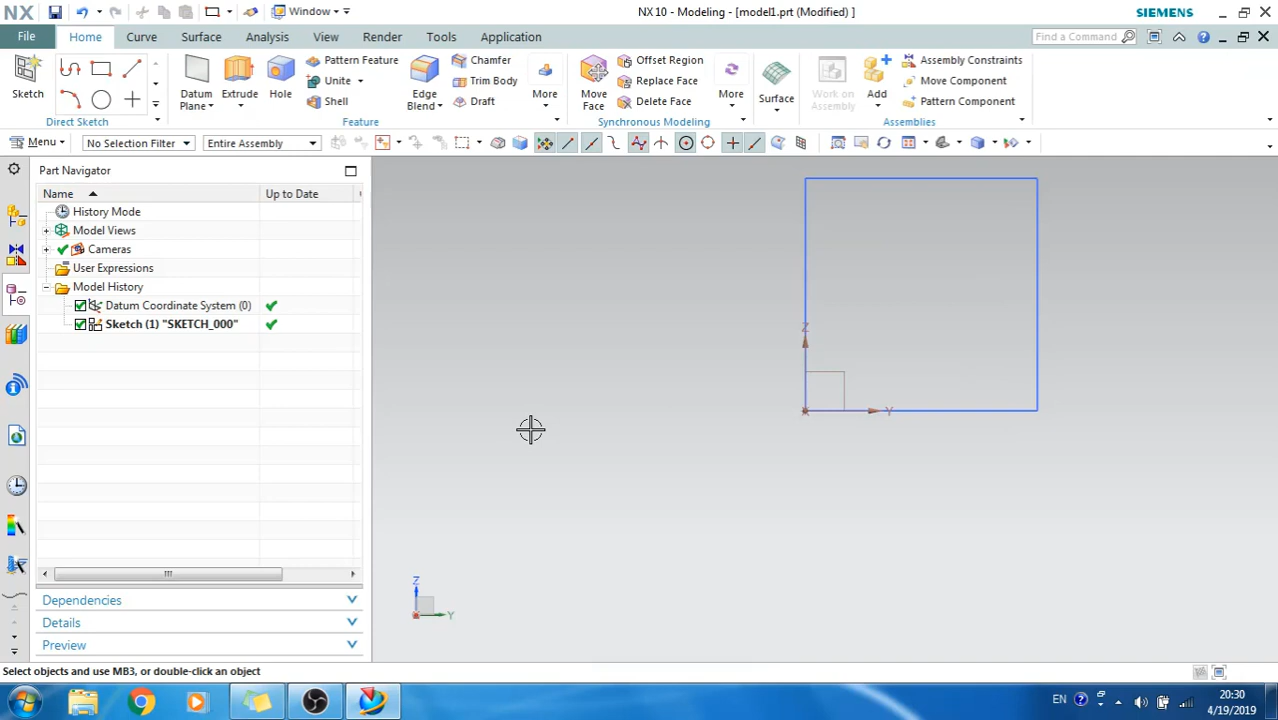 NX Window NX 10 - Modeling - [model1.prt (Modified) ] SIEMENS
File Home Curve Surface Analysis View Render Tools Application Find a Command
Sketch
Direct Sketch
Datum Plane Extrude Hole Pattern Feature Unite Shell Edge Blend Chamfer Trim Body Draft More
Feature
Move Face Offset Region Replace Face Delete Face More
Synchronous Modeling
Surface
Work on Assembly Add Assembly Constraints Move Component Pattern Component
Assemblies
Menu No Selection Filter Entire Assembly
Part Navigator
Name Up to Date
History Mode
Model Views
Cameras
User Expressions
Model History
Datum Coordinate System (0)
Sketch (1) "SKETCH_000"
Z
Y
Z
Y
Dependencies
Details
Preview
Select objects and use MB3, or double-click an object
EN 20:30
4/19/2019